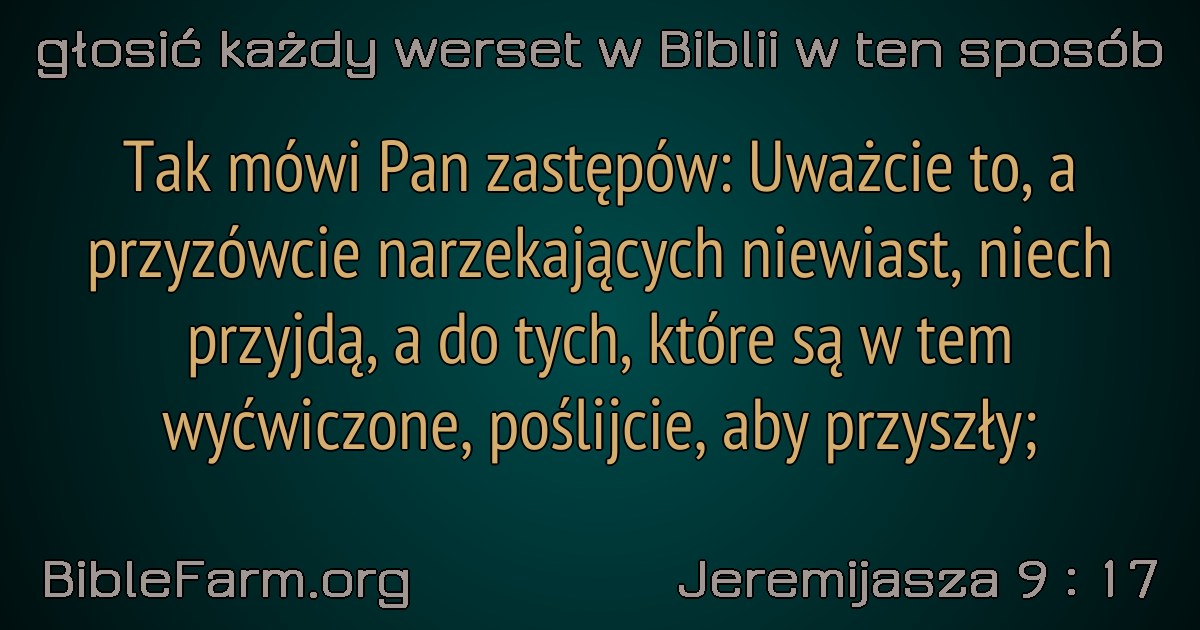 głosić każdy werset w Biblii w ten sposób
Tak mówi Pan zastępów: Uważcie to, a
przyzówcie narzekających niewiast, niech
przyjdą, a do tych, które są w tem
wyćwiczone, poślijcie, aby przyszły;
BibleFarm.org
Jeremijasza 9 : 17